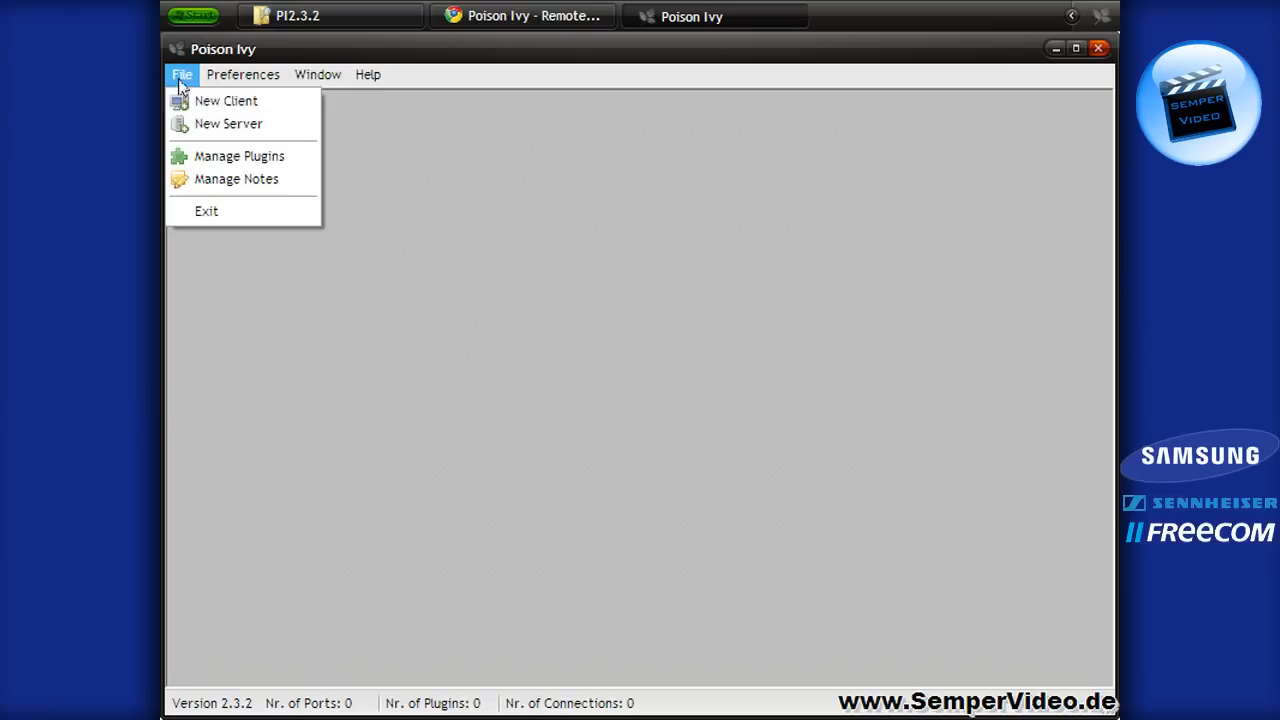 Start
PI2.3.2
Poison Ivy - Remote...
Poison Ivy
Poison Ivy
File Preferences Window Help
New Client
New Server
Manage Plugins
Manage Notes
Exit
SEMPER
VIDEO
SAMSUNG
SENNHEISER
FREECOM
Version 2.3.2 Nr. of Ports: 0 Nr. of Plugins: 0 Nr. of Connections: 0
www.SemperVideo.de